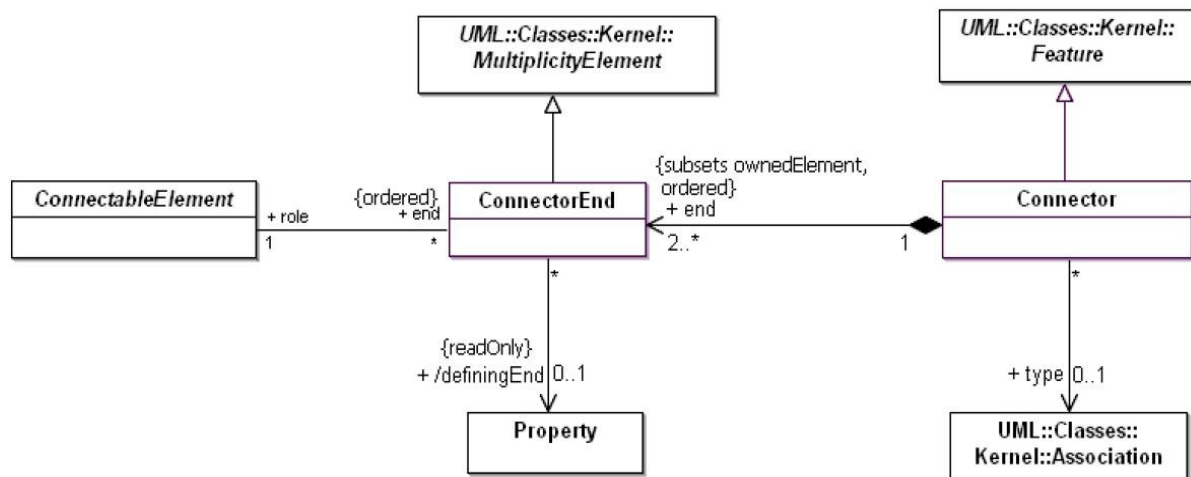 UML::Classes::Kernel::
MultiplicityElement
UML::Classes::Kernel::
Feature
ConnectableElement
+ role
1
{ordered}
+ end
*
ConnectorEnd
{subsets ownedElement,
ordered}
+ end
2..*
1
Connector
*
{readOnly}
+ /definingEnd 0..1
Property
*
+ type 0..1
UML::Classes::
Kernel::Association